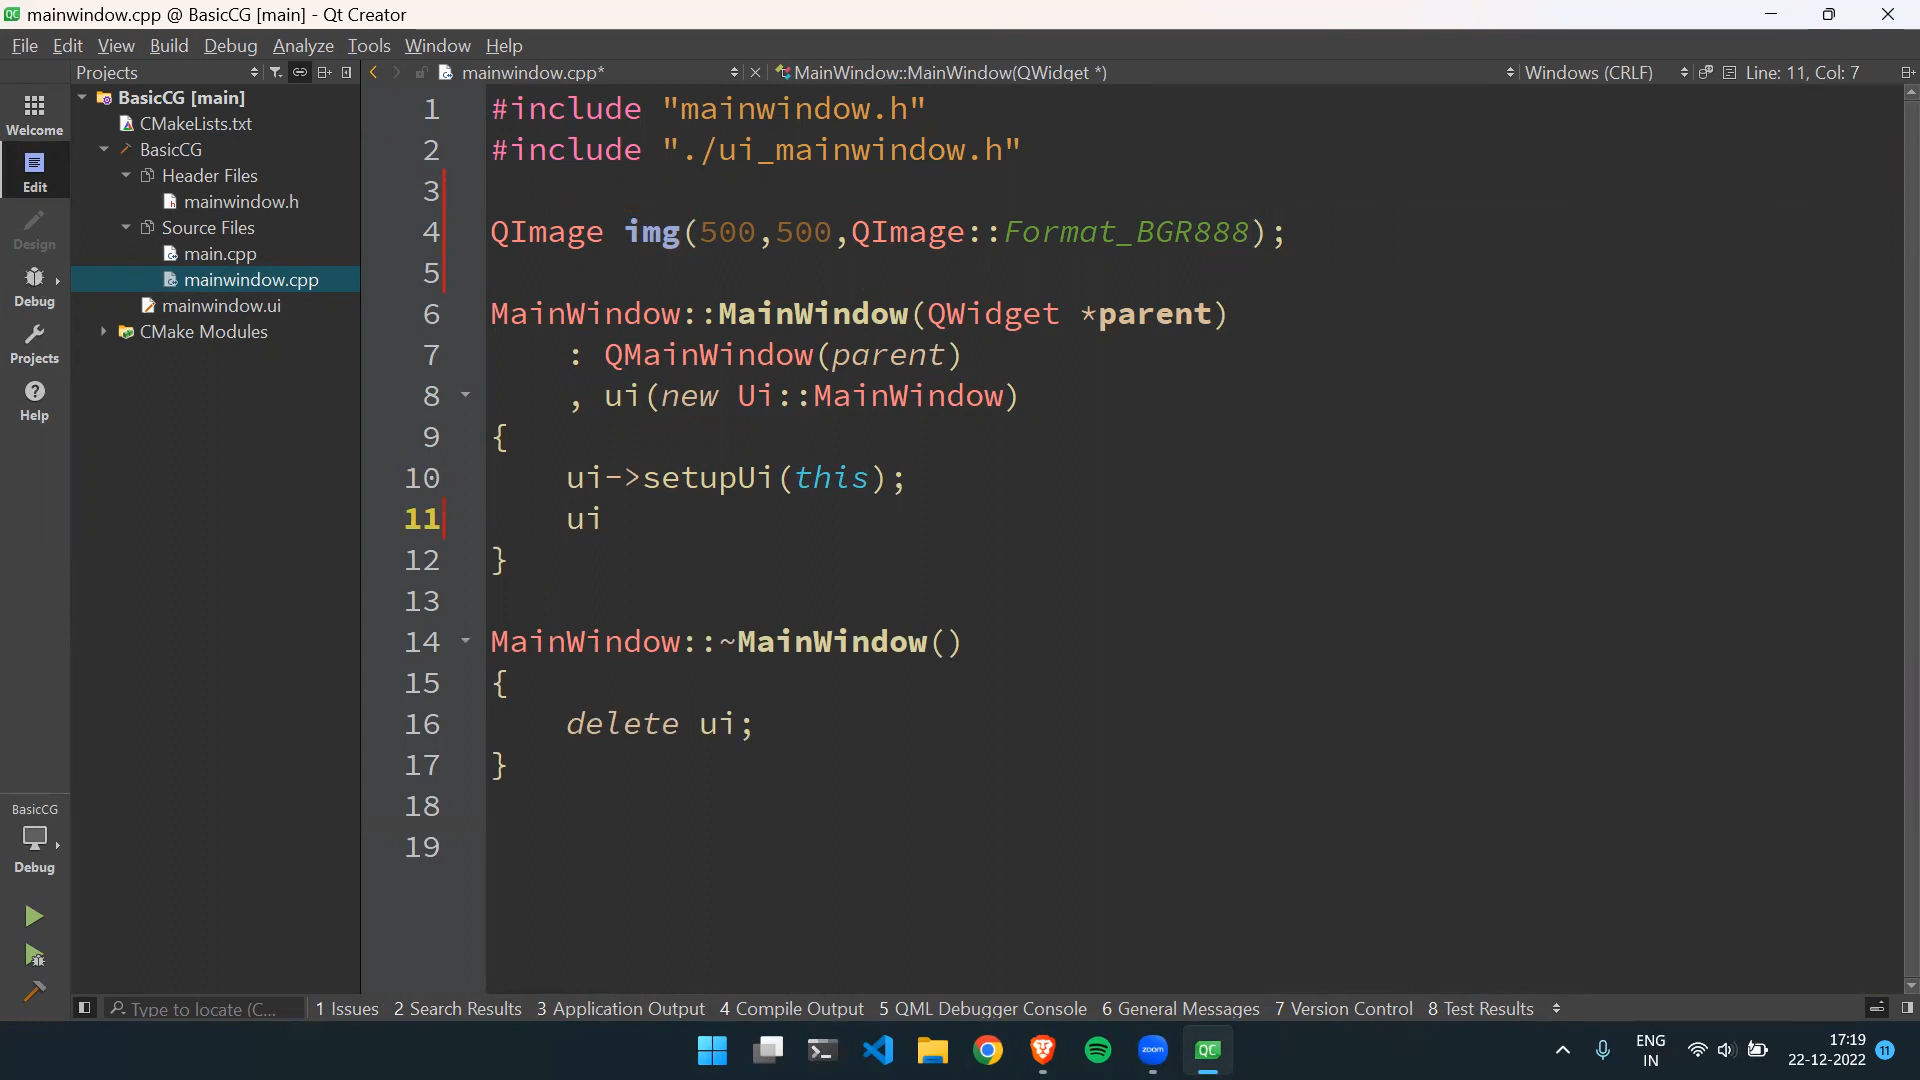 mainwindow.cpp @ BasicCG [main] - Qt Creator
File Edit View Build Debug Analyze Tools Window Help
Projects mainwindow.cpp* MainWindow::MainWindow(QWidget *) Windows (CRLF) Line: 11, Col: 7
BasicCG [main]
CMakeLists.txt
BasicCG
Header Files
mainwindow.h
Source Files
main.cpp
mainwindow.cpp
mainwindow.ui
CMake Modules
Welcome
Edit
Design
Debug
Projects
Help
BasicCG
Debug
1 #include "mainwindow.h"
2 #include "./ui_mainwindow.h"
3
4 QImage img(500,500,QImage::Format_BGR888);
5
6 MainWindow::MainWindow(QWidget *parent)
7     : QMainWindow(parent)
8     , ui(new Ui::MainWindow)
9 {
10     ui->setupUi(this);
11     ui
12 }
13
14 MainWindow::~MainWindow()
15 {
16     delete ui;
17 }
18
19
Type to locate (C... 1 Issues 2 Search Results 3 Application Output 4 Compile Output 5 QML Debugger Console 6 General Messages 7 Version Control 8 Test Results
zoom QC ENG 17:19
IN 22-12-2022 11